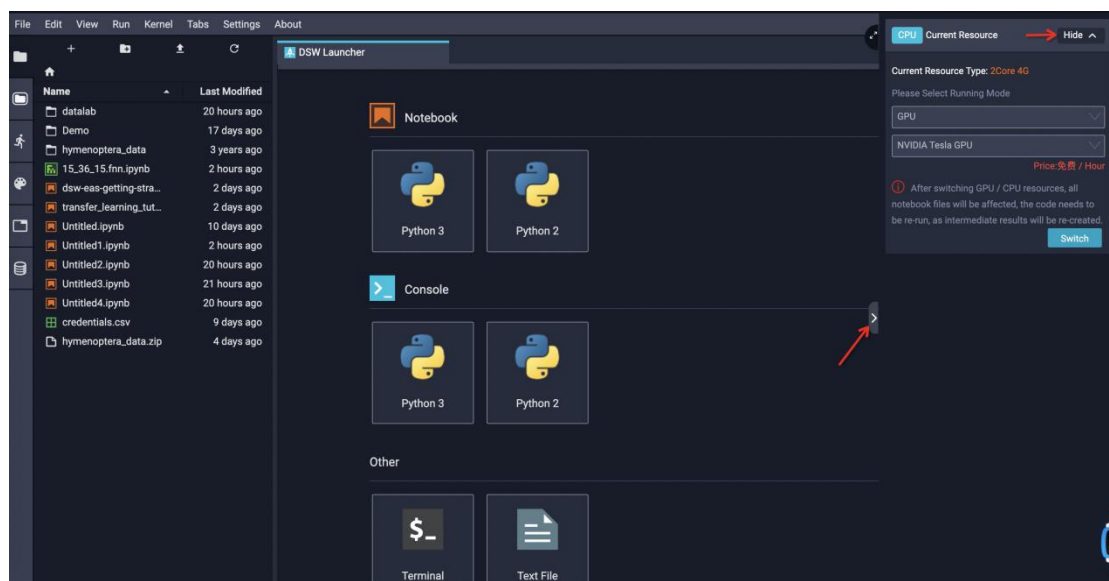 File Edit View Run Kernel Tabs Settings About
DSW Launcher
Name Last Modified
datalab 20 hours ago
Demo 17 days ago
hymenoptera_data 3 years ago
15_36_15.fnn.ipynb 2 hours ago
dsw-eas-getting-stra... 2 days ago
transfer_learning_tut... 2 days ago
Untitled.ipynb 10 days ago
Untitled1.ipynb 2 hours ago
Untitled2.ipynb 20 hours ago
Untitled3.ipynb 21 hours ago
Untitled4.ipynb 20 hours ago
credentials.csv 9 days ago
hymenoptera_data.zip 4 days ago
Notebook
Python 3 Python 2
Console
Python 3 Python 2
Other
$_
Terminal Text File
CPU Current Resource Hide
Current Resource Type: 2Core 4G
Please Select Running Mode
GPU
NVIDIA Tesla GPU
Price:免费 / Hour
After switching GPU / CPU resources, all
notebook files will be affected, the code needs to
be re-run, as intermediate results will be re-created.
Switch